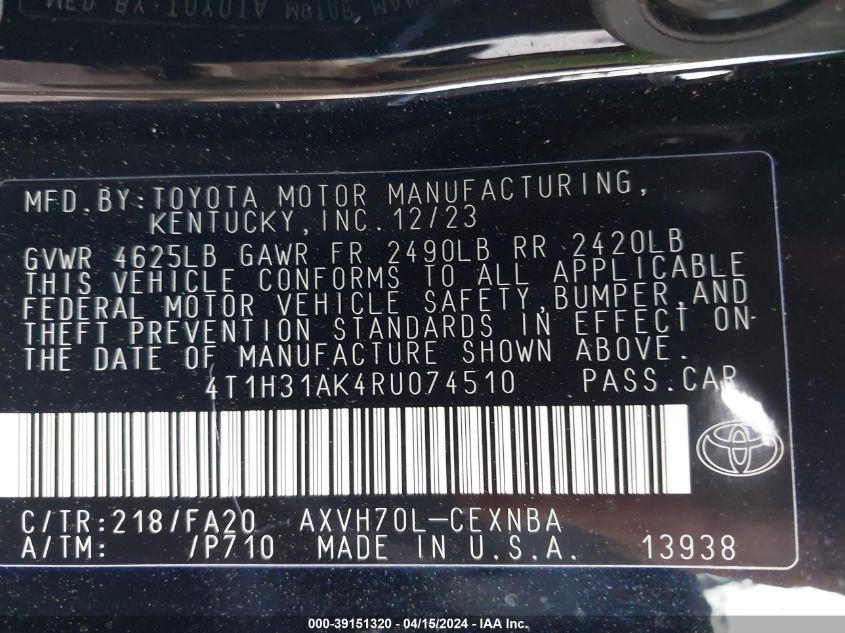 MFD.BY:TOYOTA MOTOR MANUFACTURING,
KENTUCKY,INC.12/23
GVWR 4625LB GAWR FR 2490LB RR 2420LB
THIS VEHICLE CONFORMS TO ALL APPLICABLE
FEDERAL MOTOR VEHICLE SAFETY,BUMPER,AND
THEFT PREVENTION STANDARDS IN EFFECT ON
THE DATE OF MANUFACTURE SHOWN ABOVE.
4T1H31AK4RU074510 PASS.CAR
C/TR:218/FA20 AXVH70L-CEXNBA
A/TM: /P710 MADE IN U.S.A. 13938
000-39151320 - 04/15/2024 - IAA Inc.